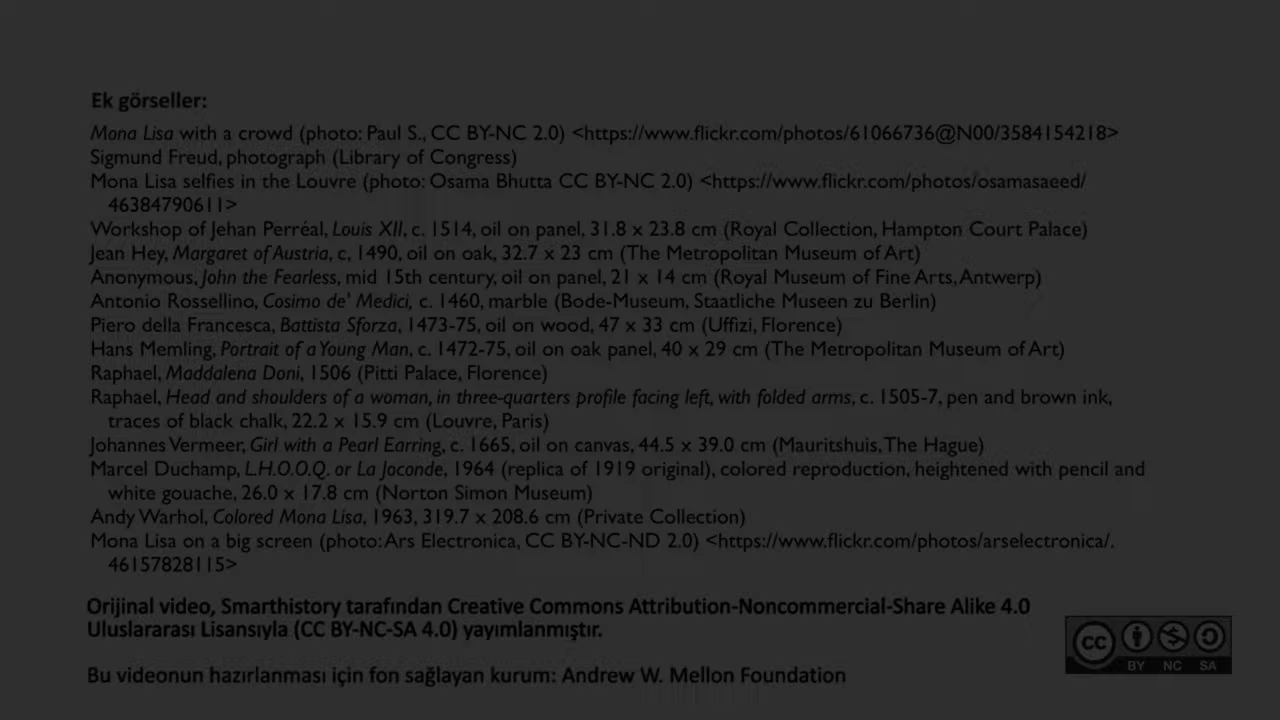 Ek görseller:
Mona Lisa with a crowd (photo: Paul S., CC BY-NC 2.0) <https://www.flickr.com/photos/61066736@N00/3584154218>
Sigmund Freud, photograph (Library of Congress)
Mona Lisa selfies in the Louvre (photo: Osama Bhutta CC BY-NC 2.0) <https://www.flickr.com/photos/osamasaeed/
46384790611>
Workshop of Jehan Perréal, Louis XII, c. 1514, oil on panel, 31.8 x 23.8 cm (Royal Collection, Hampton Court Palace)
Jean Hey, Margaret of Austria, c, 1490, oil on oak, 32.7 x 23 cm (The Metropolitan Museum of Art)
Anonymous, John the Fearless, mid 15th century, oil on panel, 21 x 14 cm (Royal Museum of Fine Arts, Antwerp)
Antonio Rossellino, Cosimo de' Medici, c. 1460, marble (Bode-Museum, Staatliche Museen zu Berlin)
Piero della Francesca, Battista Sforza, 1473-75, oil on wood, 47 x 33 cm (Uffizi, Florence)
Hans Memling, Portrait of a Young Man, c. 1472-75, oil on oak panel, 40 x 29 cm (The Metropolitan Museum of Art)
Raphael, Maddalena Doni, 1506 (Pitti Palace, Florence)
Raphael, Head and shoulders of a woman, in three-quarters profile facing left, with folded arms, c. 1505-7, pen and brown ink,
traces of black chalk, 22.2 x 15.9 cm (Louvre, Paris)
Johannes Vermeer, Girl with a Pearl Earring, c. 1665, oil on canvas, 44.5 x 39.0 cm (Mauritshuis, The Hague)
Marcel Duchamp, L.H.O.O.Q. or La Joconde, 1964 (replica of 1919 original), colored reproduction, heightened with pencil and
white gouache, 26.0 x 17.8 cm (Norton Simon Museum)
Andy Warhol, Colored Mona Lisa, 1963, 319.7 x 208.6 cm (Private Collection)
Mona Lisa on a big screen (photo: Ars Electronica, CC BY-NC-ND 2.0) <https://www.flickr.com/photos/arselectronica/.
46157828115>
Orijinal video, Smarthistory tarafından Creative Commons Attribution-Noncommercial-Share Alike 4.0
Uluslararası Lisansıyla (CC BY-NC-SA 4.0) yayımlanmıştır.
Bu videonun hazırlanması için fon sağlayan kurum: Andrew W. Mellon Foundation
CC BY NC SA